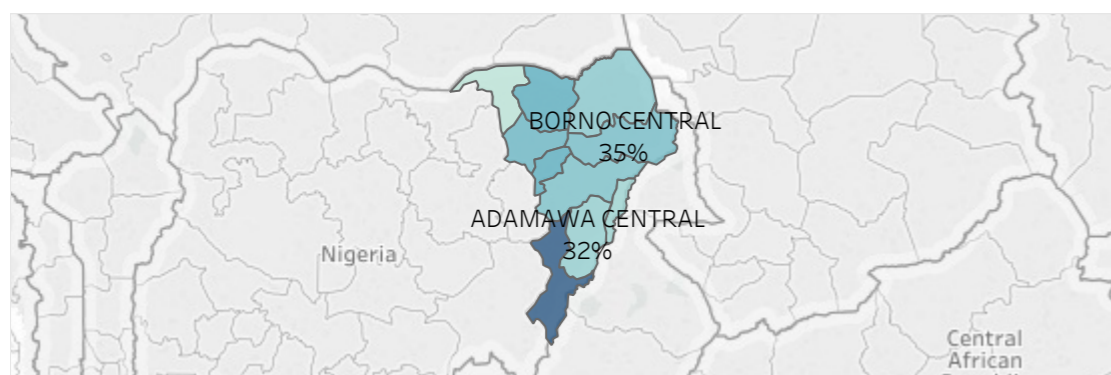 BORNO CENTRAL
35%
ADAMAWA CENTRAL
32%
Nigeria
Central
African